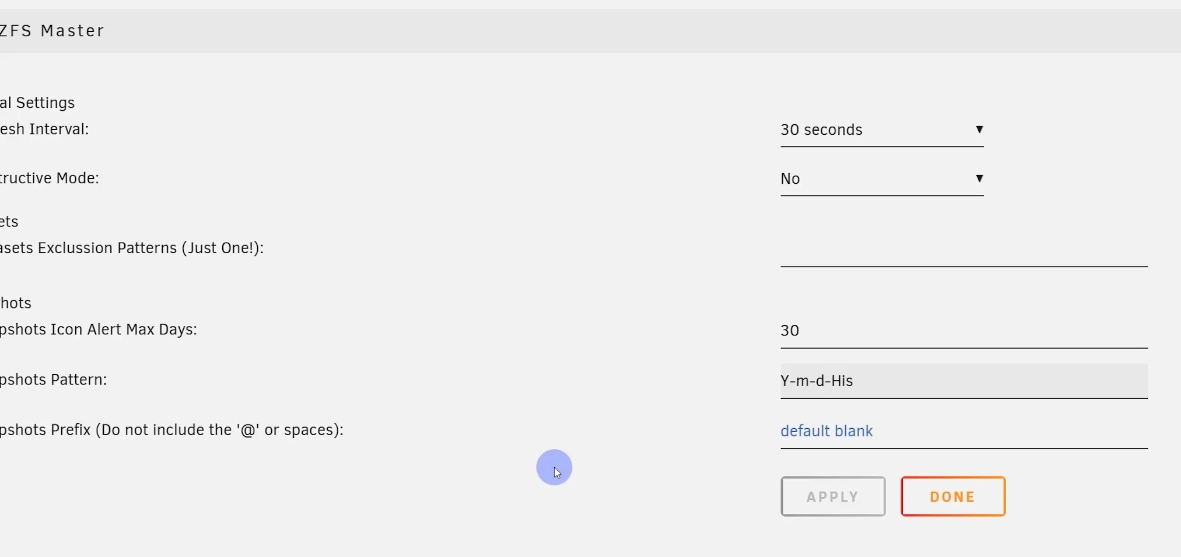 ZFS Master
al Settings
esh Interval: 30 seconds
tructive Mode: No
ets
asets Exclussion Patterns (Just One!):
hots
pshots Icon Alert Max Days: 30
pshots Pattern: Y-m-d-His
pshots Prefix (Do not include the '@' or spaces): default blank
APPLY DONE